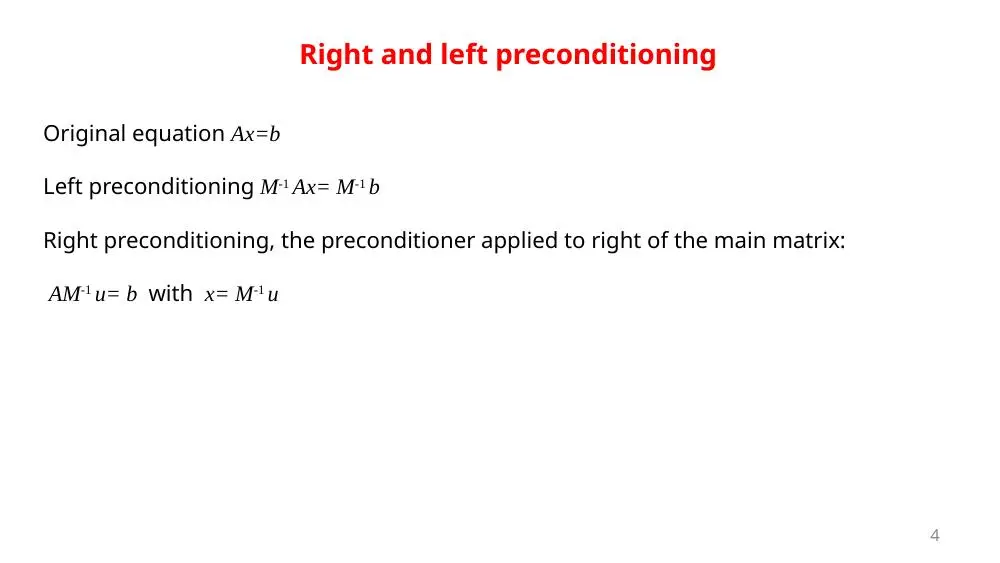 Right and left preconditioning
Original equation Ax=b
Left preconditioning M⁻¹ Ax= M⁻¹ b
Right preconditioning, the preconditioner applied to right of the main matrix:
AM⁻¹ u= b with x= M⁻¹ u
4